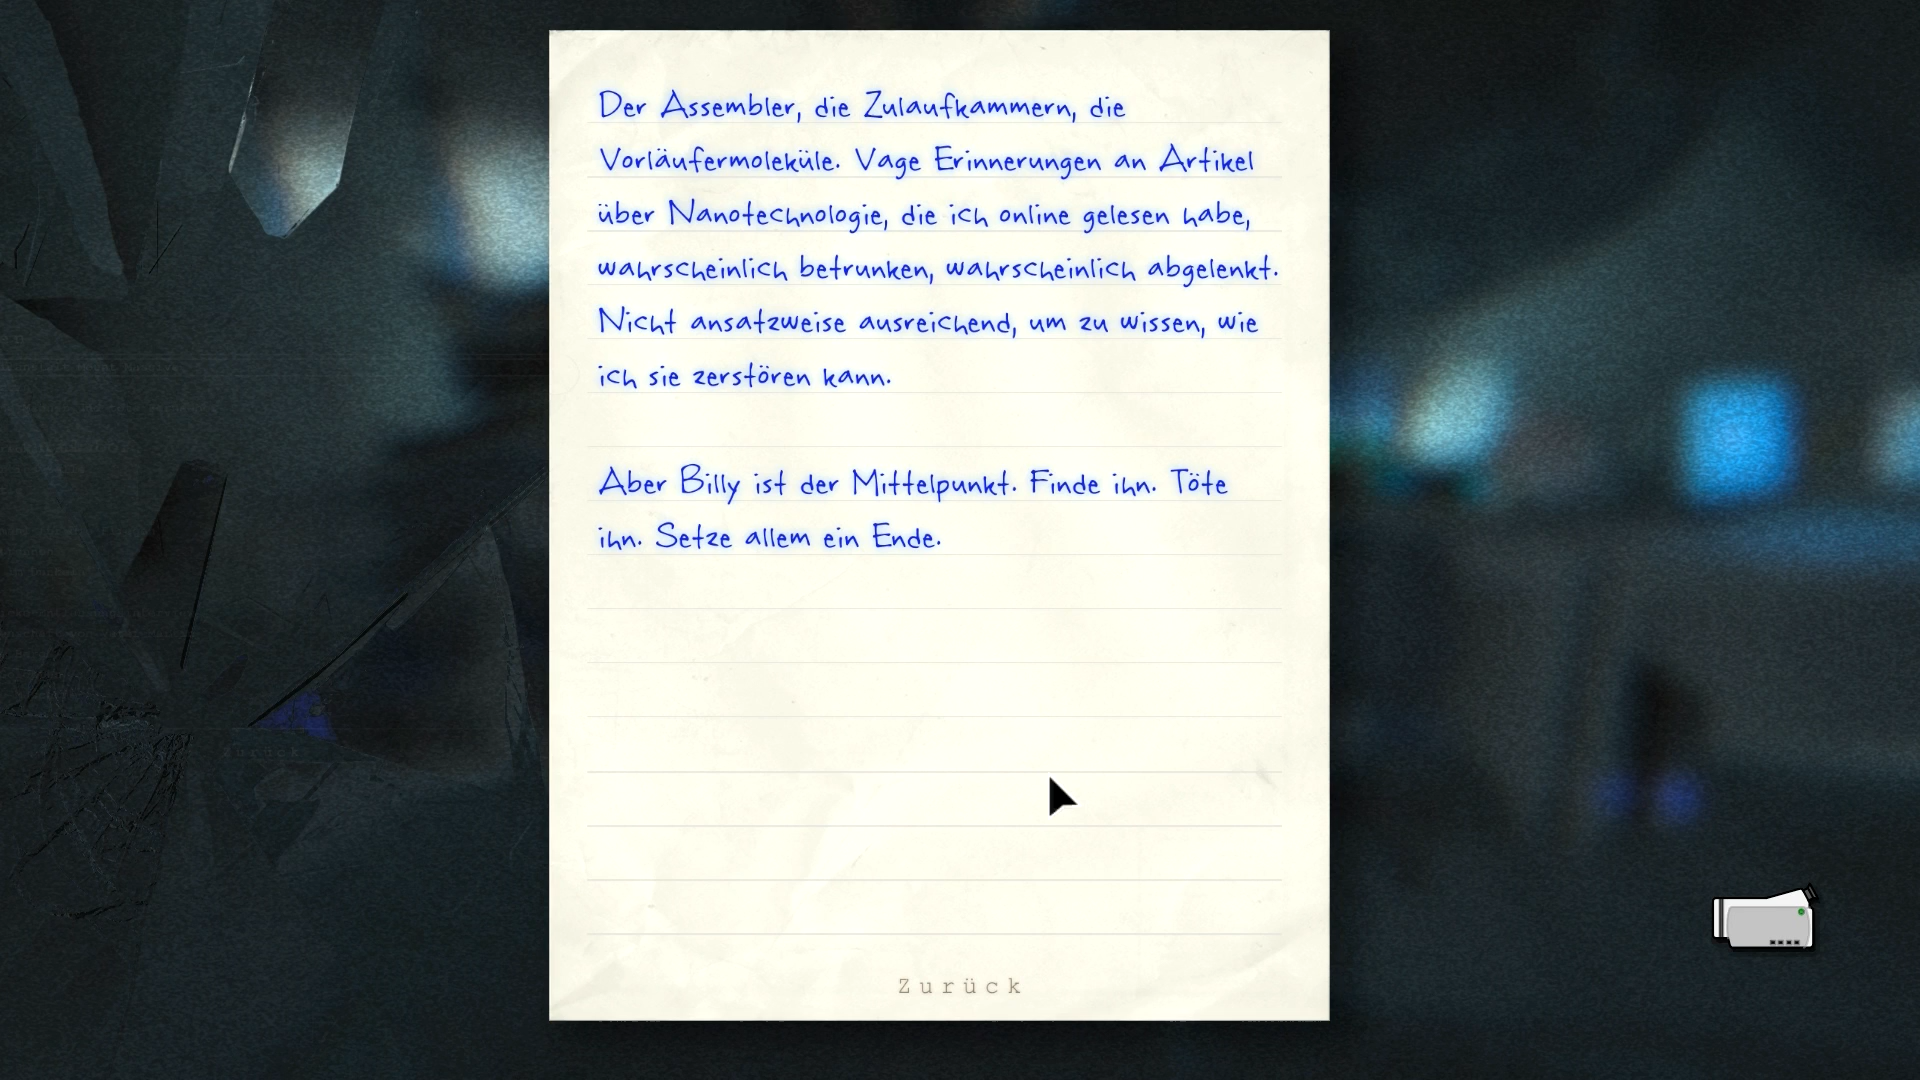 Der Assembler, die Zulaufkammern, die
Vorläufermoleküle. Vage Erinnerungen an Artikel
über Nanotechnologie, die ich online gelesen habe,
wahrscheinlich betrunken, wahrscheinlich abgelenkt.
Nicht ansatzweise ausreichend, um zu wissen, wie
ich sie zerstören kann.
Aber Billy ist der Mittelpunkt. Finde ihn. Töte
ihn. Setze allem ein Ende.
Zurück